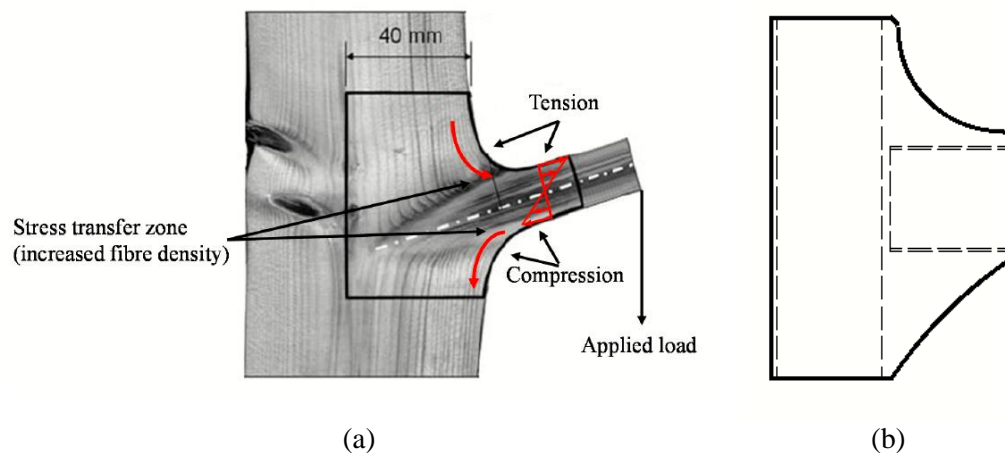 40 mm
Tension
Stress transfer zone
(increased fibre density)
Compression
Applied load
(a)
(b)